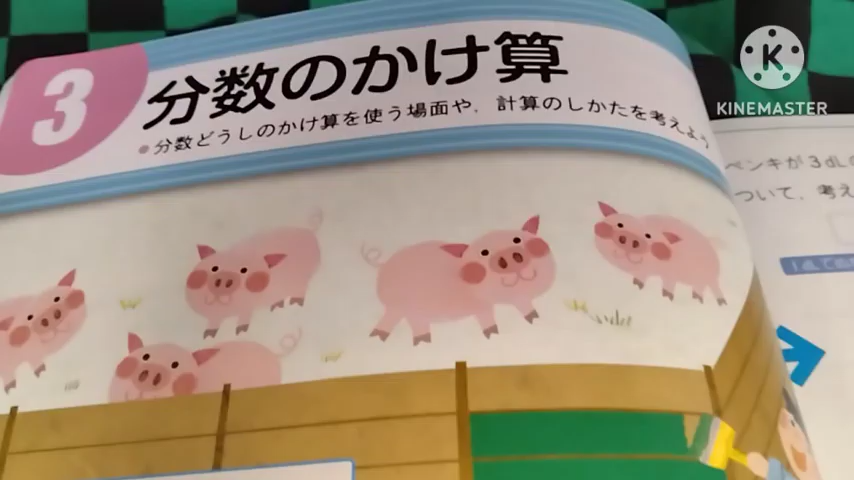 3 分数のかけ算
●分数どうしのかけ算を使う場面や，計算のしかたを考えよう
K
KINEMASTER
ペンキが3dLの
ついて，考え